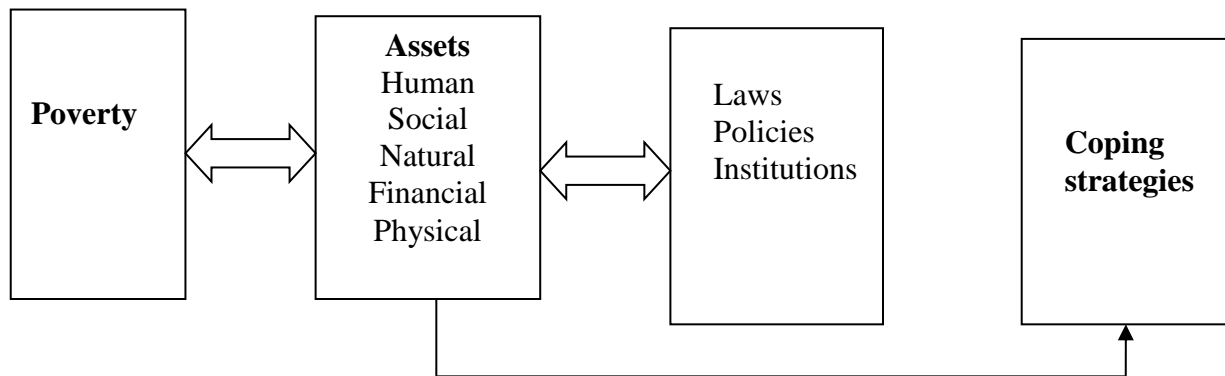 Poverty
Assets
Human
Social
Natural
Financial
Physical
Laws
Policies
Institutions
Coping
strategies